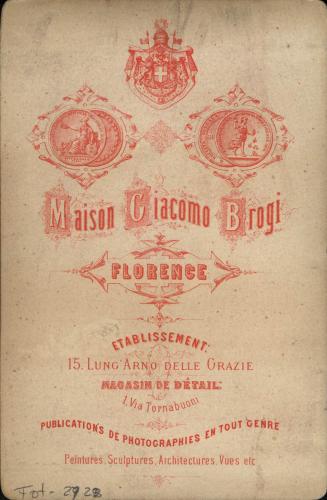 Maison Giacomo Brogi
FLORENCE
ETABLISSEMENT:
15. LUNG'ARNO DELLE GRAZIE
MAGASIN DE DÉTAIL:
1, Via Tornabuoni
PUBLICATIONS DE PHOTOGRAPHIES EN TOUT GENRE
Peintures, Sculptures, Architectures, Vues etc
Fot-